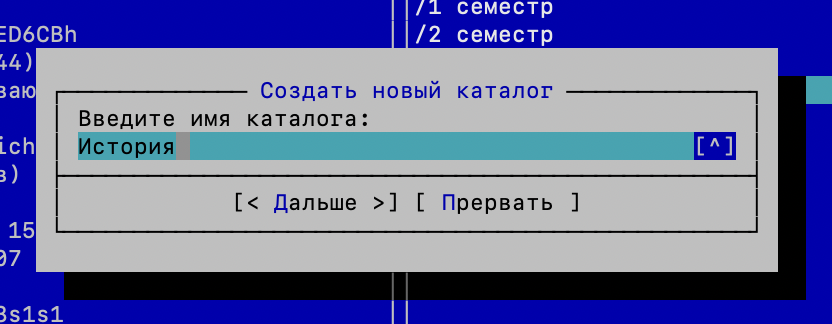 /1 семестр
ED6CBh
/2 семестр
44)
ваю
Создать новый каталог
Введите имя каталога:
ich
История [^]
в)
[< Дальше >] [ Прервать ]
15
07
3s1s1